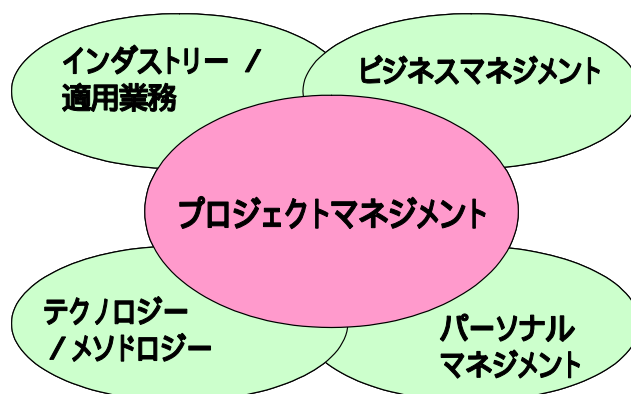 インダストリー /
適用業務
ビジネスマネジメント
プロジェクトマネジメント
テクノロジー
/メソドロジー
パーソナル
マネジメント